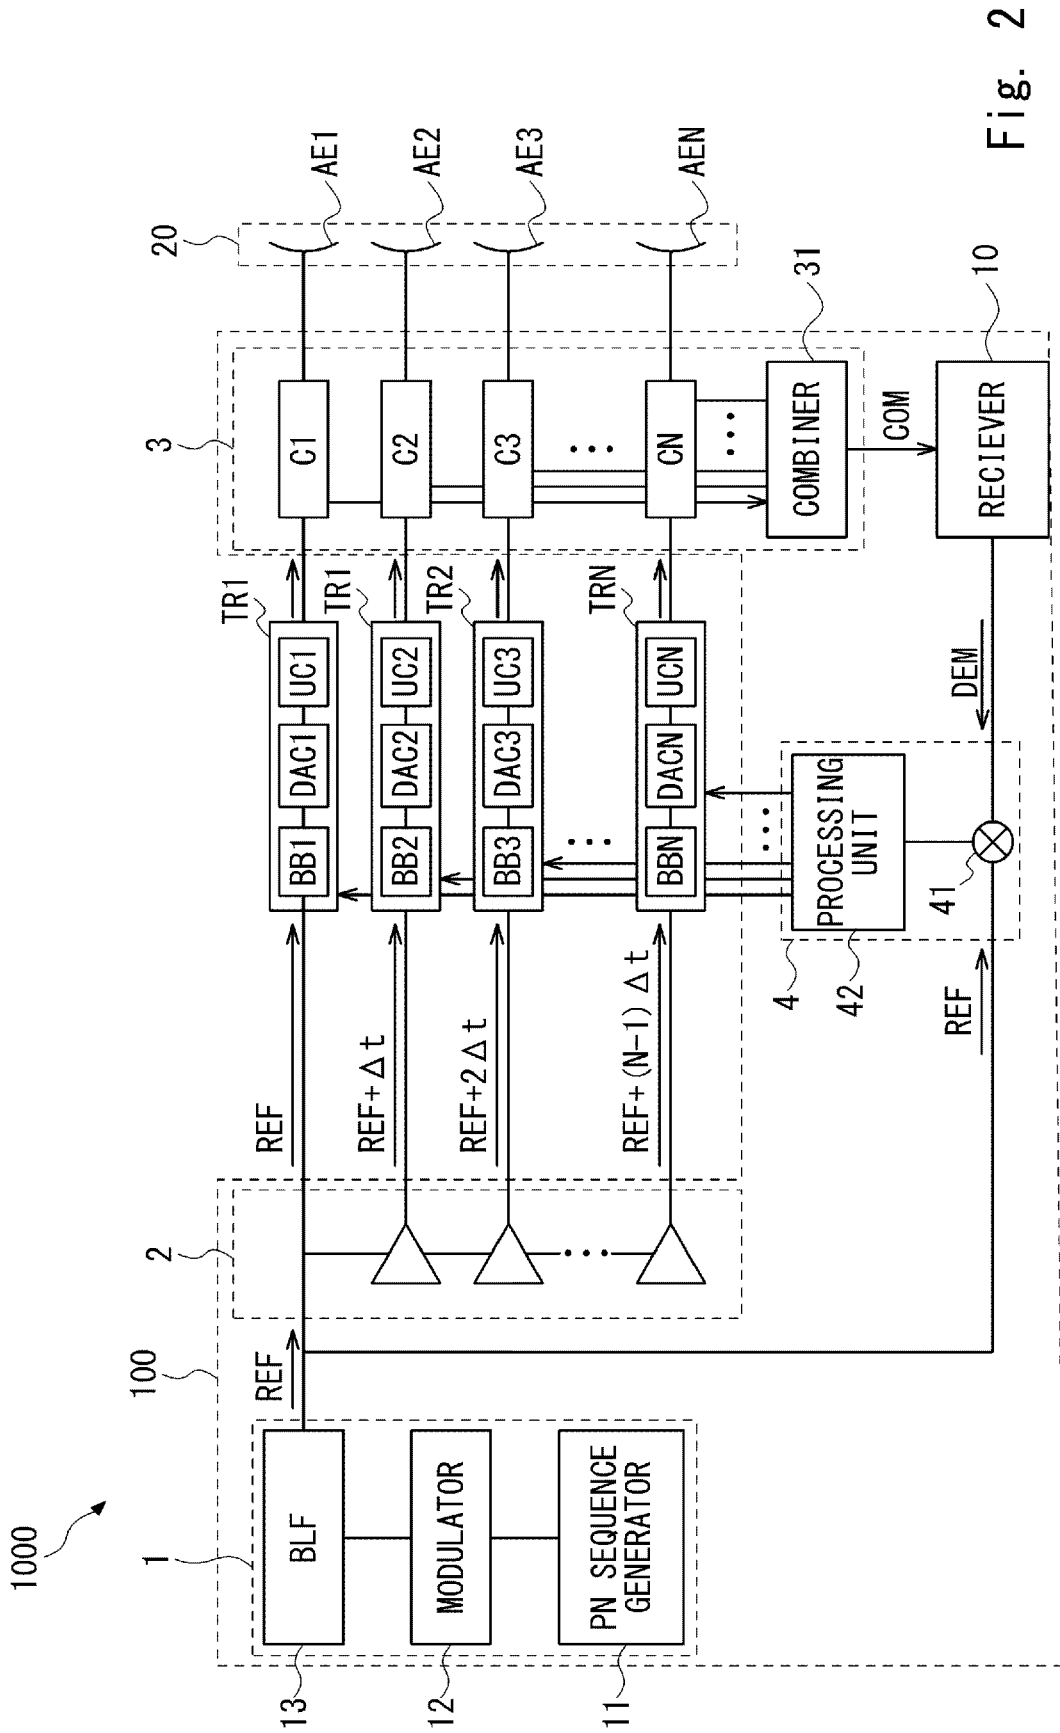 1000
100
1
BLF
13
MODULATOR
12
PN SEQUENCE
GENERATOR
11
REF
2
REF
REF+Δt
REF+2Δt
REF+(N-1)Δt
TR1
BB1
DAC1
UC1
TR1
BB2
DAC2
UC2
TR2
BB3
DAC3
UC3
...
TRN
BBN
DACN
UCN
3
C1
C2
C3
...
CN
...
COMBINER
31
20
AE1
AE2
AE3
AEN
COM
RECIEVER
10
DEM
4
PROCESSING
UNIT
42
...
41
REF
...
Fig. 2